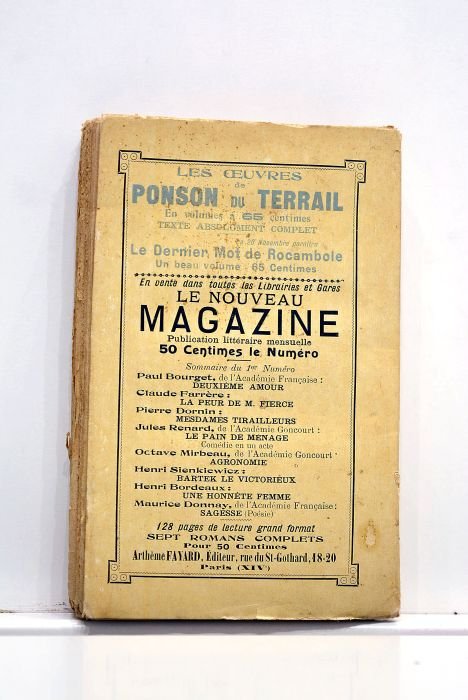 LES ŒUVRES
de
PONSON DU TERRAIL
En volumes à 65 centimes
TEXTE ABSOLUMENT COMPLET
Le 20 Novembre paraîtra
Le Dernier Mot de Rocambole
Un beau volume : 65 Centimes
En vente dans toutes les Librairies et Gares
LE NOUVEAU
MAGAZINE
Publication littéraire mensuelle
50 Centimes le Numéro
Sommaire du 1er Numéro
Paul Bourget, de l'Académie Française :
DEUXIÈME AMOUR
Claude Farrère :
LA PEUR DE M. FIERCE
Pierre Dornin :
MESDAMES TIRAILLEURS
Jules Renard, de l'Académie Goncourt :
LE PAIN DE MÉNAGE
Comédie en un acte
Octave Mirbeau, de l'Académie Goncourt :
AGRONOMIE
Henri Sienkiewicz :
BARTEK LE VICTORIEUX
Henri Bordeaux :
UNE HONNÊTE FEMME
Maurice Donnay, de l'Académie Française :
SAGESSE (Poésie)
128 pages de lecture grand format
SEPT ROMANS COMPLETS
Pour 50 Centimes
Arthème FAYARD, Éditeur, rue du St-Gothard, 18-20
Paris (XIVe)